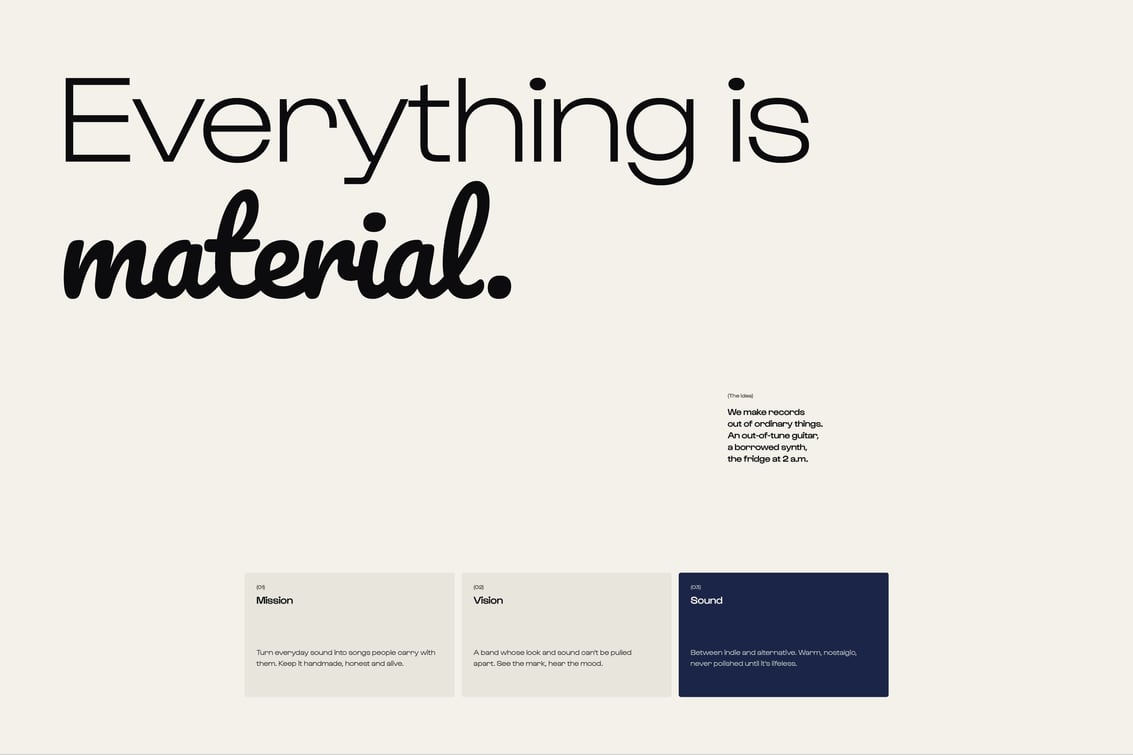 Everything is
material.
(The idea)
We make records
out of ordinary things.
An out-of-tune guitar,
a borrowed synth,
the fridge at 2 a.m.
(01)
Mission
Turn everyday sound into songs people carry with
them. Keep it handmade, honest and alive.
(02)
Vision
A band whose look and sound can't be pulled
apart. See the mark, hear the mood.
(03)
Sound
Between indie and alternative. Warm, nostalgic,
never polished until it's lifeless.